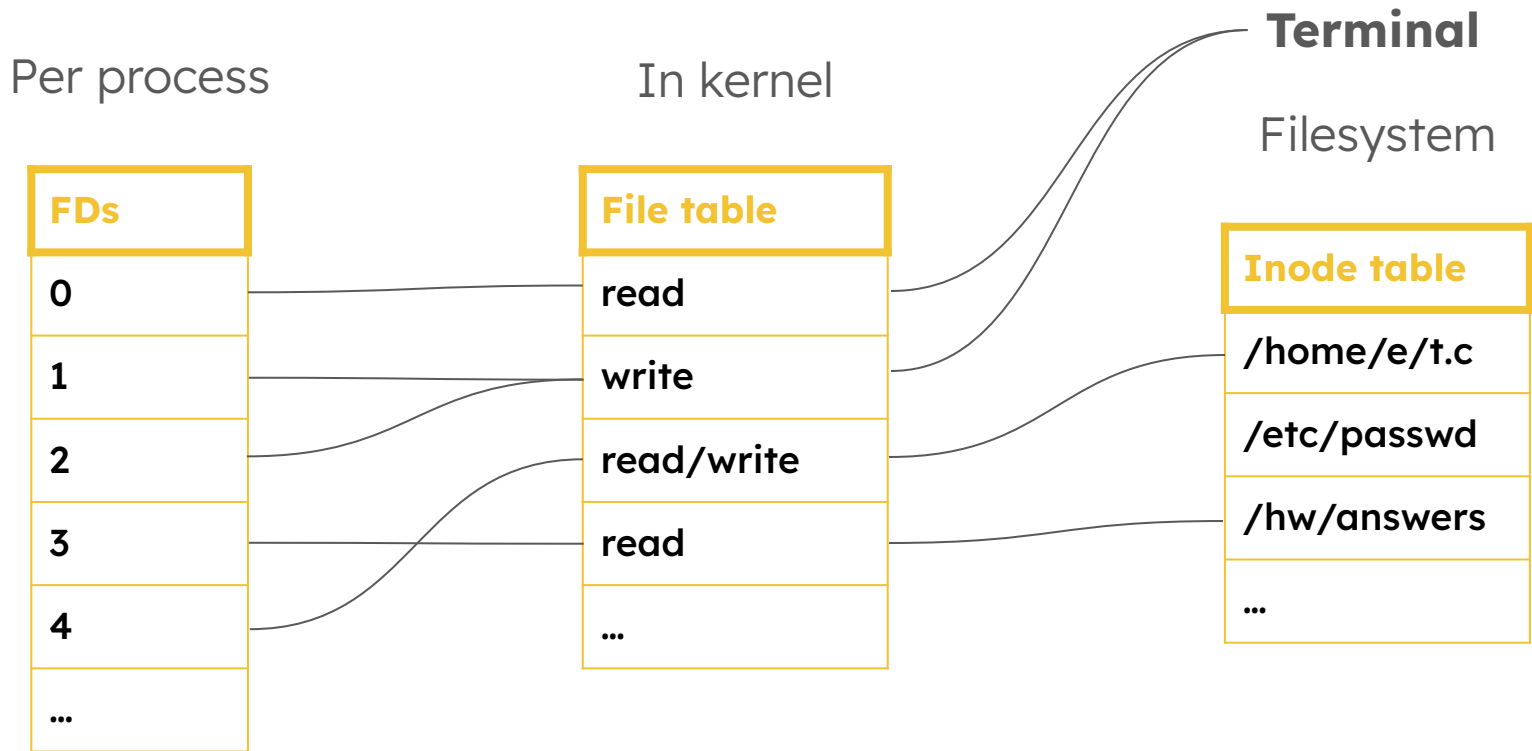 Terminal
Per process
In kernel
Filesystem
FDs
0
1
2
3
4
...
File table
read
write
read/write
read
...
Inode table
/home/e/t.c
/etc/passwd
/hw/answers
...